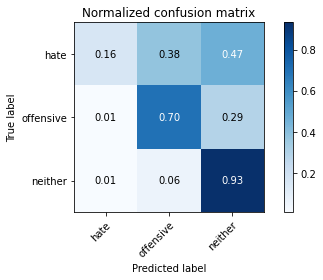 Normalized confusion matrix
True label
hate 0.16 0.38 0.47
offensive 0.01 0.70 0.29
neither 0.01 0.06 0.93
hate offensive neither
Predicted label
0.8
0.6
0.4
0.2